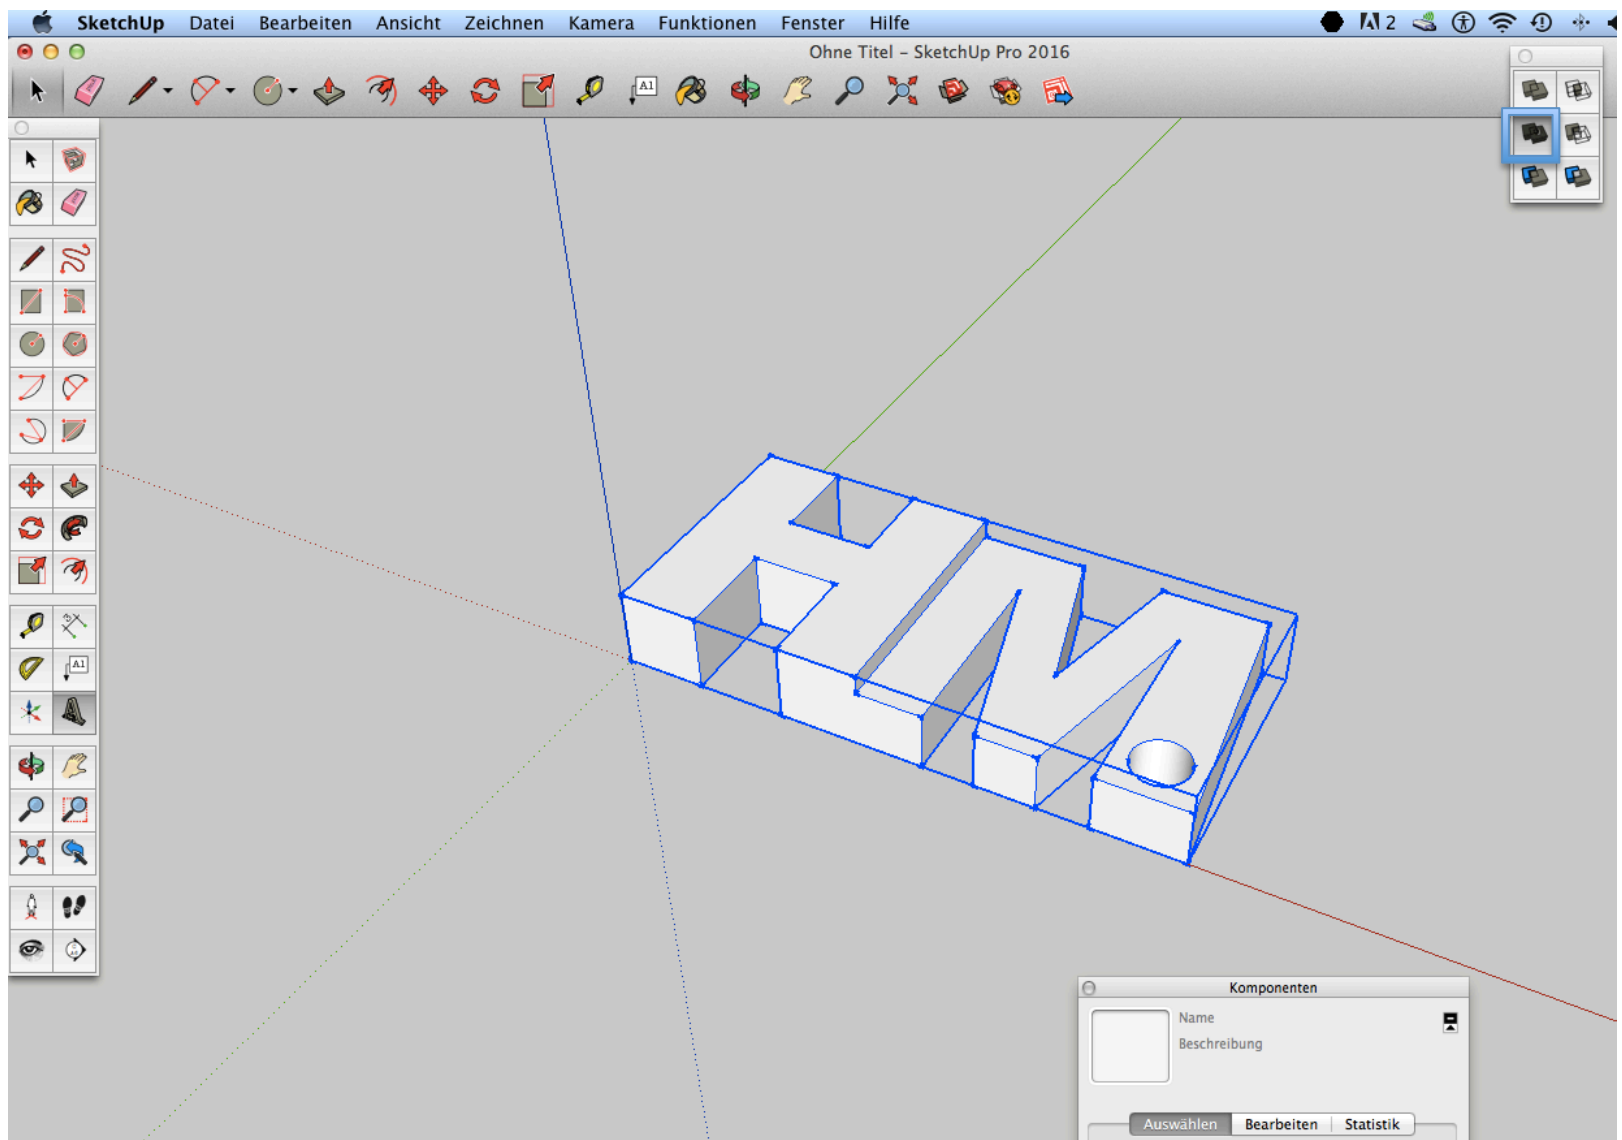 SketchUp Datei Bearbeiten Ansicht Zeichnen Kamera Funktionen Fenster Hilfe 2
Ohne Titel – SketchUp Pro 2016
A1
A1
HM
Komponenten
Name
Beschreibung
Auswählen Bearbeiten Statistik